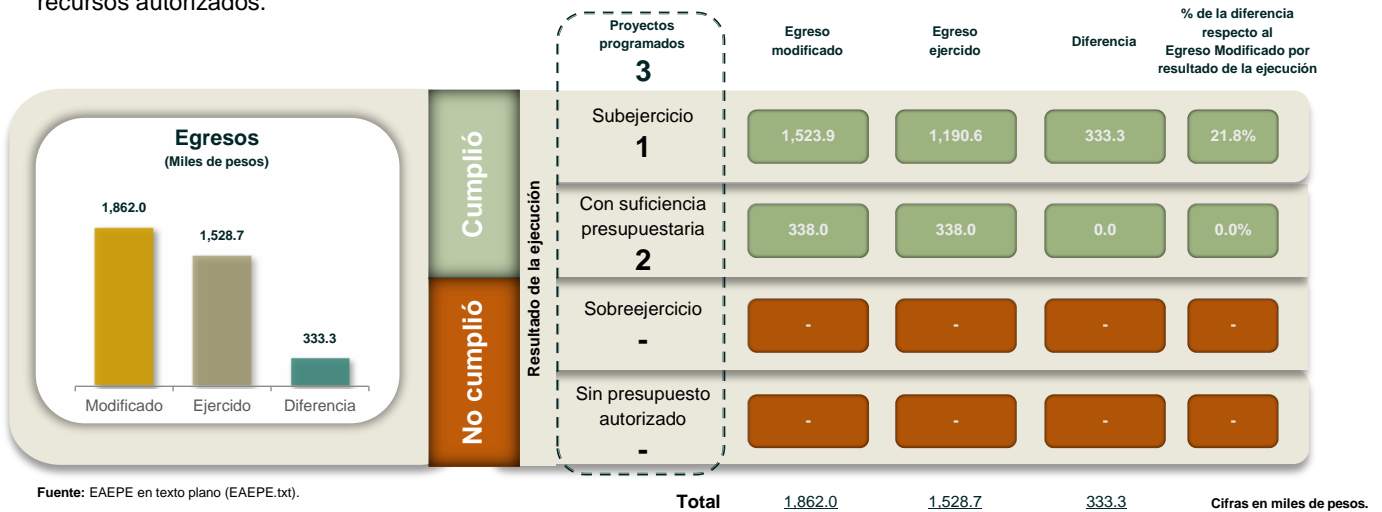 recursos autorizados.
Proyectos
programados
3
Egreso
modificado
Egreso
ejercido
Diferencia
% de la diferencia
respecto al
Egreso Modificado por
resultado de la ejecución
Egresos
(Miles de pesos)
1,862.0
1,528.7
333.3
Modificado Ejercido Diferencia
Cumplió
No cumplió
Resultado de la ejecución
Subejercicio
1
1,523.9 1,190.6 333.3 21.8%
Con suficiencia
presupuestaria
2
338.0 338.0 0.0 0.0%
Sobreejercicio
-
- - - -
Sin presupuesto
autorizado
-
- - - -
Fuente: EAEPE en texto plano (EAEPE.txt).
Total 1,862.0 1,528.7 333.3 Cifras en miles de pesos.